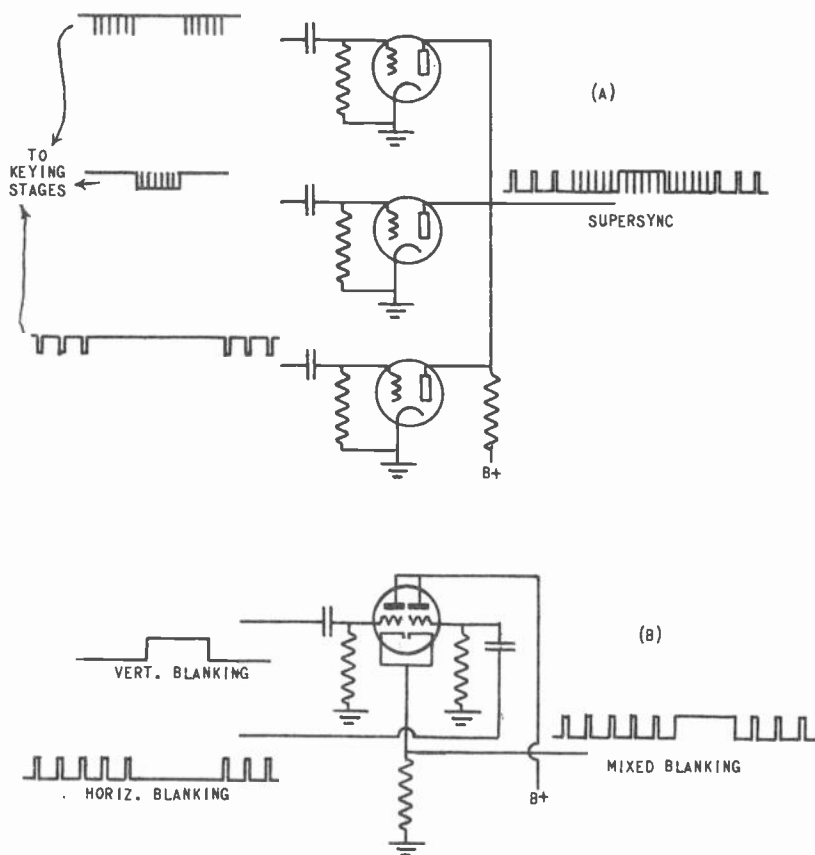 (A)
TO
KEYING
STAGES
SUPERSYNC
B+
(B)
VERT. BLANKING
MIXED BLANKING
B+
HORIZ. BLANKING